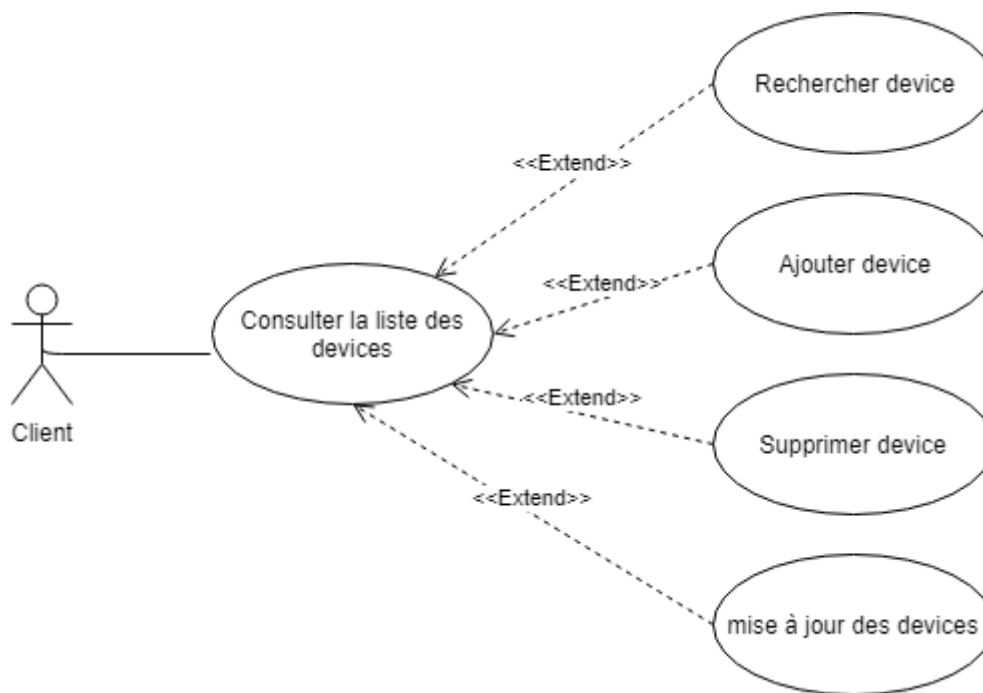 Rechercher device
<<Extend>>
Ajouter device
<<Extend>>
Consulter la liste des
devices
<<Extend>>
Client
Supprimer device
<<Extend>>
mise à jour des devices